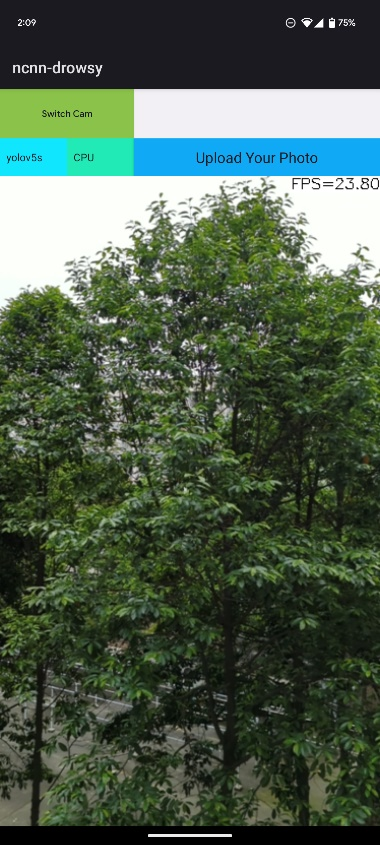 2:09
75%
ncnn-drowsy
Switch Cam
yolov5s
CPU
Upload Your Photo
FPS=23.80